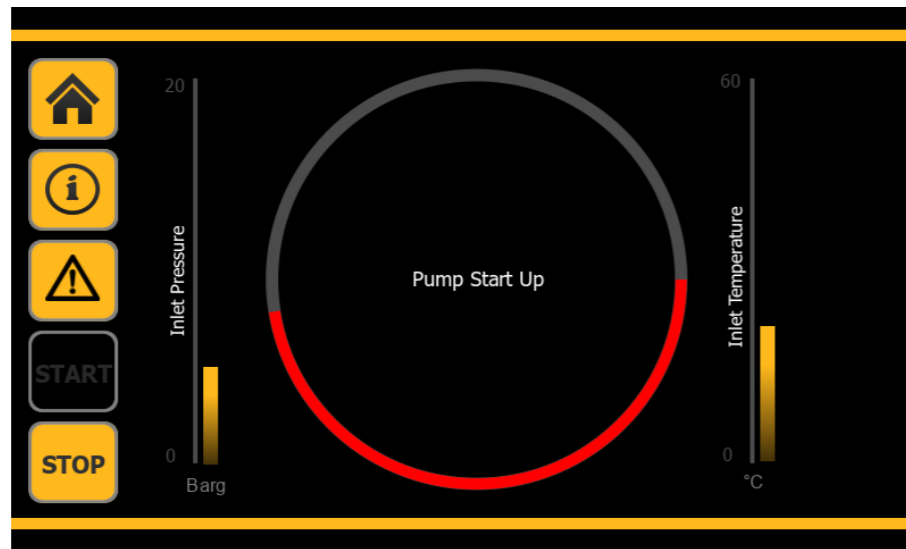 20
60
Inlet Pressure
Pump Start Up
Inlet Temperature
START
STOP
0
0
Barg
°C